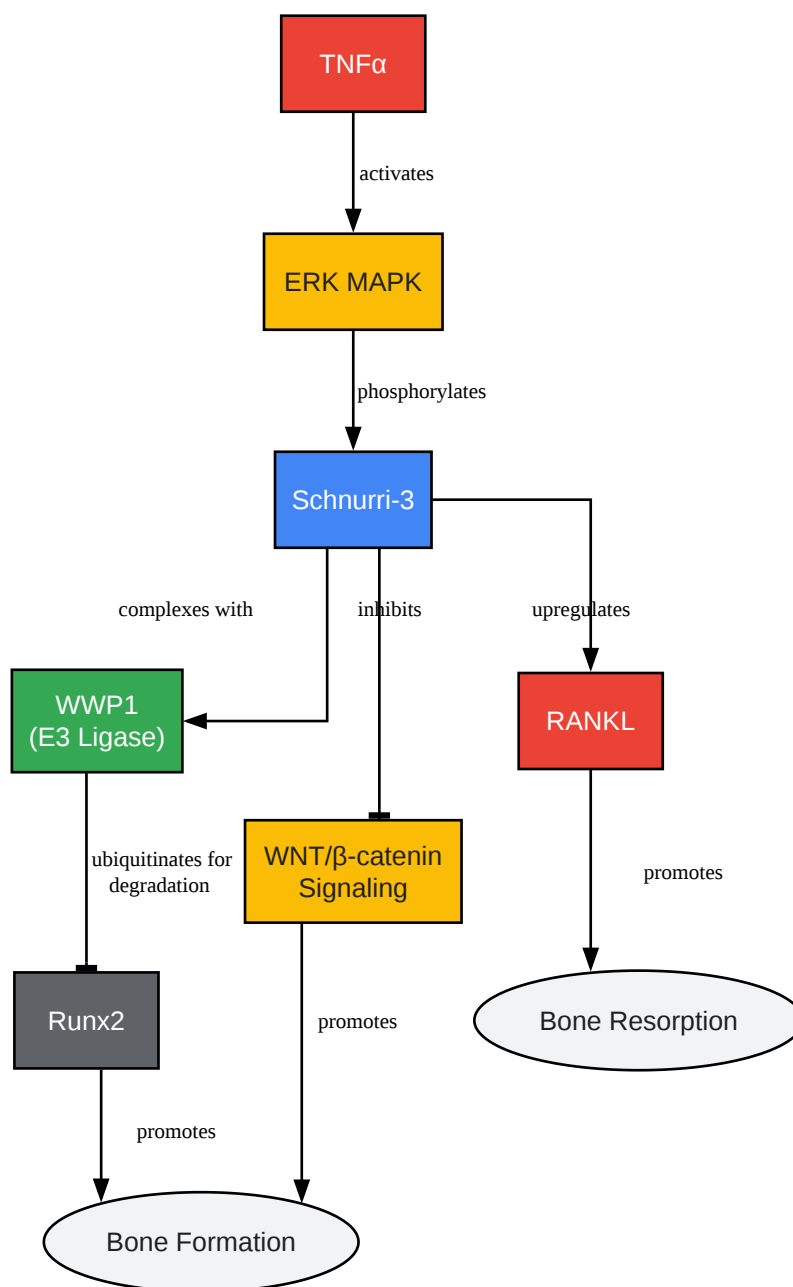 TNFα
activates
ERK MAPK
phosphorylates
Schnurri-3
complexes with
inhibits
upregulates
WWP1
(E3 Ligase)
RANKL
ubiquitinates for
degradation
WNT/β-catenin
Signaling
promotes
Runx2
promotes
Bone Resorption
promotes
Bone Formation